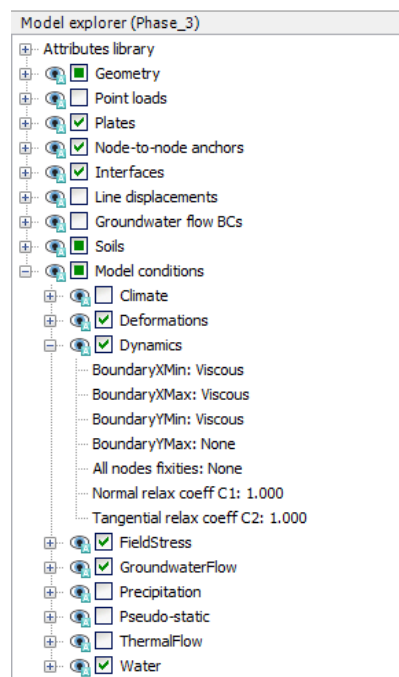 Model explorer (Phase_3)
Attributes library
Geometry
Point loads
Plates
Node-to-node anchors
Interfaces
Line displacements
Groundwater flow BCs
Soils
Model conditions
Climate
Deformations
Dynamics
BoundaryXMin: Viscous
BoundaryXMax: Viscous
BoundaryYMin: Viscous
BoundaryYMax: None
All nodes fixities: None
Normal relax coeff C1: 1.000
Tangential relax coeff C2: 1.000
FieldStress
GroundwaterFlow
Precipitation
Pseudo-static
ThermalFlow
Water